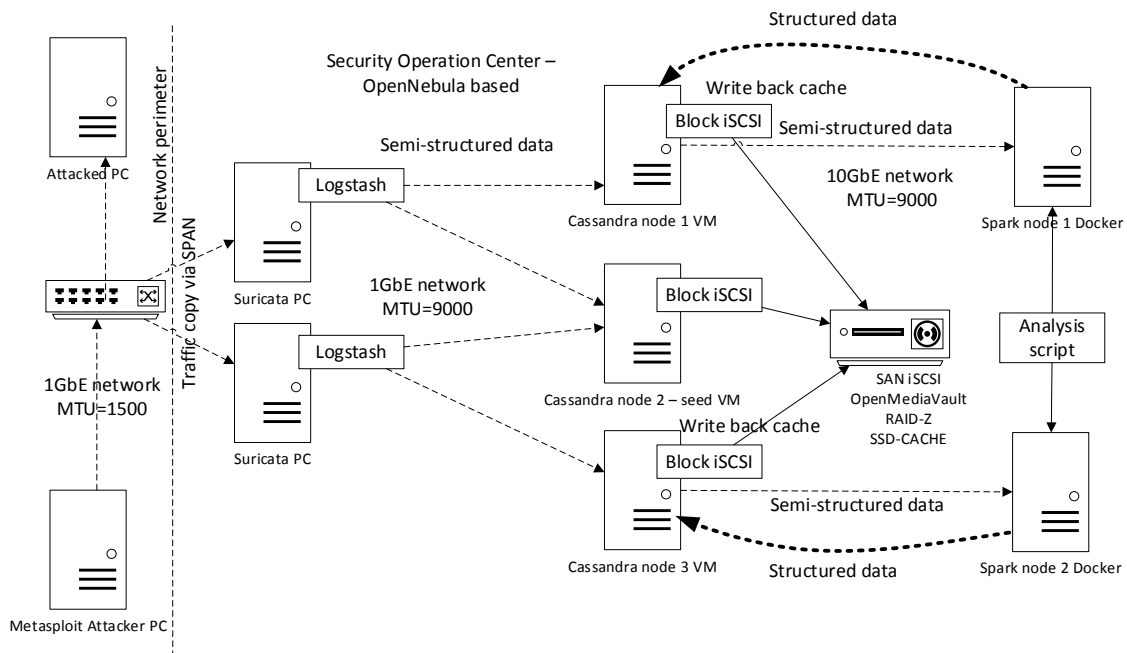 Structured data
Security Operation Center –
OpenNebula based
Write back cache
Block iSCSI
Semi-structured data
Semi-structured data
Attacked PC
Network perimeter
Logstash
10GbE network
MTU=9000
Cassandra node 1 VM
Spark node 1 Docker
Traffic copy via SPAN
Suricata PC
1GbE network
MTU=9000
Block iSCSI
Analysis
script
Logstash
1GbE network
MTU=1500
SAN iSCSI
OpenMediaVault
RAID-Z
SSD-CACHE
Cassandra node 2 – seed VM
Write back cache
Suricata PC
Block iSCSI
Semi-structured data
Cassandra node 3 VM
Structured data
Spark node 2 Docker
Metasploit Attacker PC